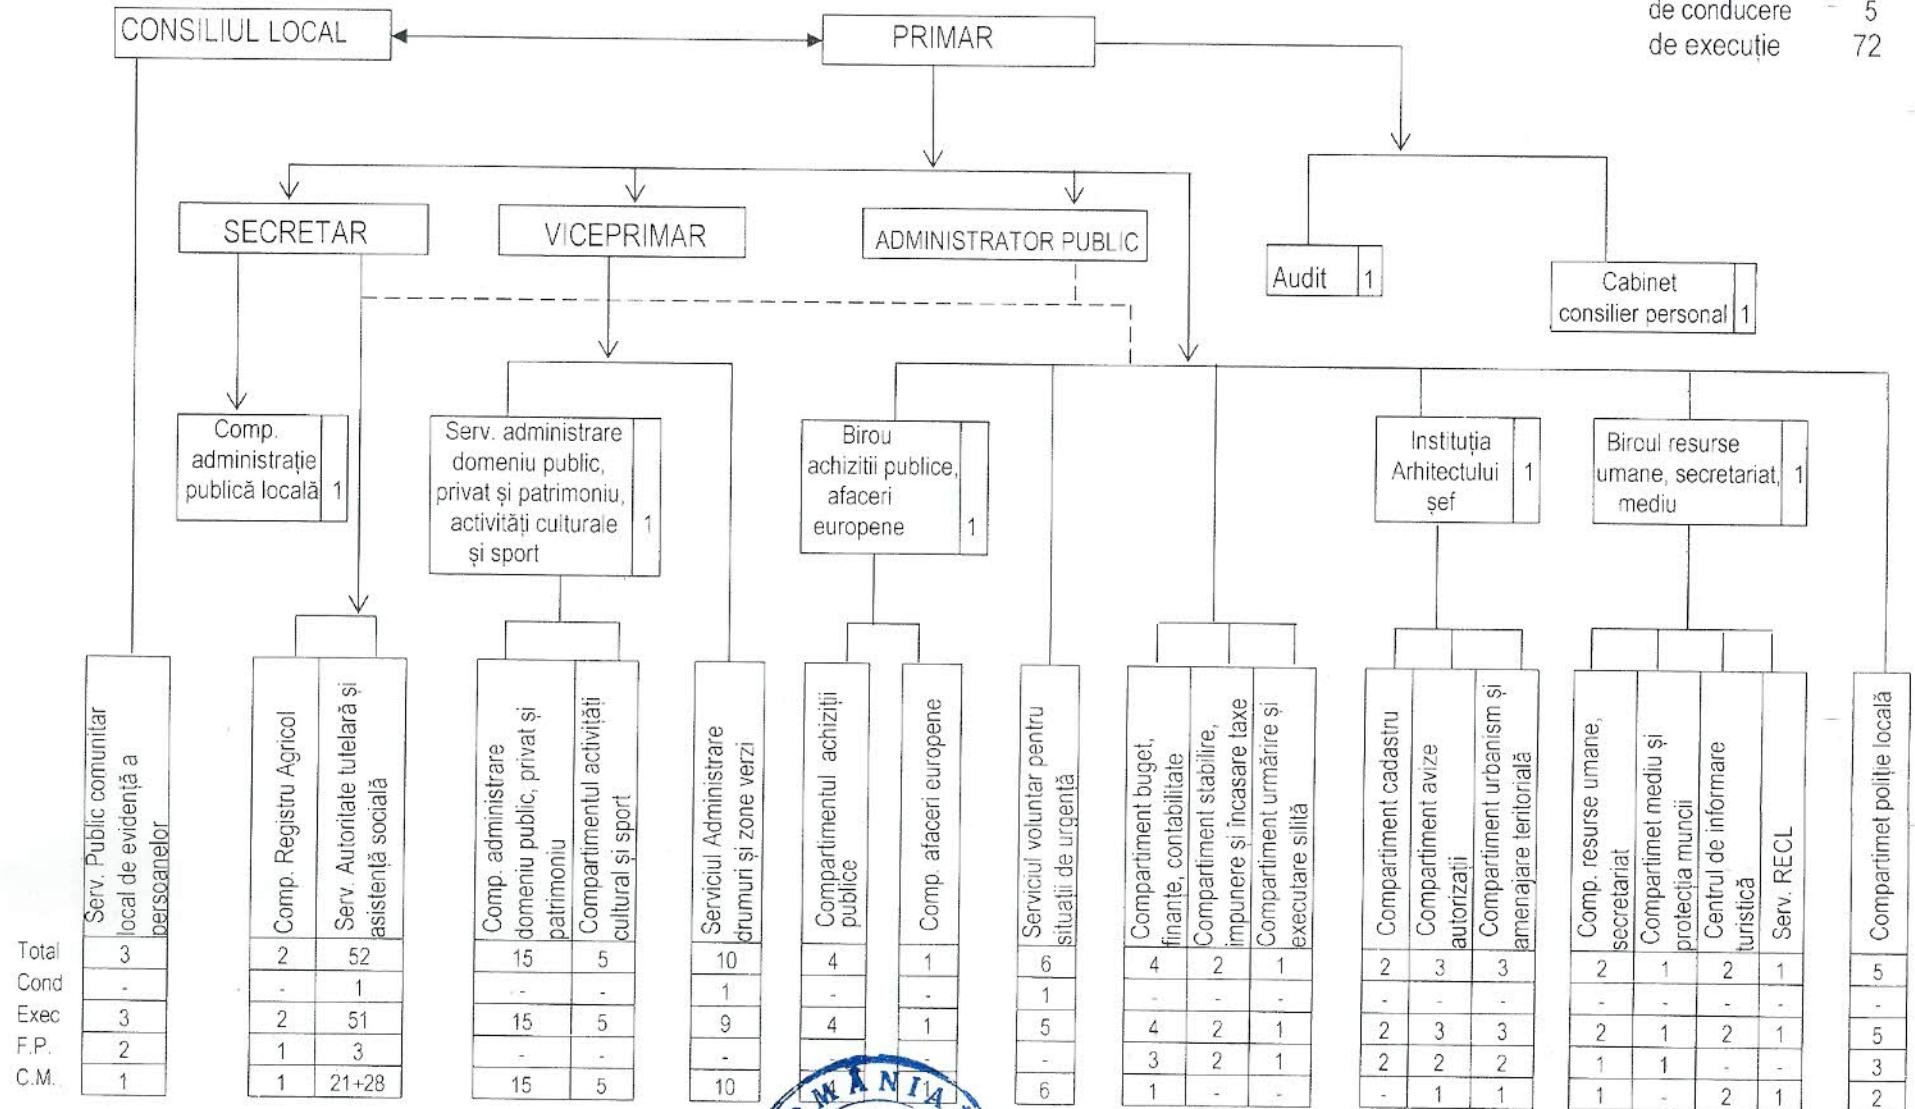 de conducere - 5
de execuție 72
CONSILIUL LOCAL
PRIMAR
SECRETAR
VICEPRIMAR
ADMINISTRATOR PUBLIC
Audit 1
Cabinet
consilier personal 1
Comp.
administrație
publică locală 1
Serv. administrare
domeniu public,
privat și patrimoniu,
activități culturale 1
și sport
Birou
achizitii publice,
afaceri
europene 1
Instituția
Arhitectului 1
șef
Biroul resurse
umane, secretariat, 1
mediu
Serv. Public comunitar
local de evidență a
persoanelor
Comp. Registru Agricol
Serv. Autoritate tutelară și
asistență socială
Comp. administrare
domeniu public, privat și
patrimoniu
Compartimentul activități
cultural și sport
Serviciul Administrare
drumuri și zone verzi
Compartimentul achiziții
publice
Comp. afaceri europene
Serviciul voluntar pentru
situații de urgență
Compartiment buget,
finanțe, contabilitate
Compartiment stabilire,
impunere și încasare taxe
Compartiment urmărire și
executare silită
Compartiment cadastru
Compartiment avize
autorizații
Compartiment urbanism și
amenajare teritorială
Comp. resurse umane,
secretariat
Compartimet mediu și
protecția muncii
Centrul de informare
turistică
Serv. RECL
Compartimet poliție locală
Total 3 2 52 15 5 10 4 1 6 4 2 1 2 3 3 2 1 2 1 5
Cond - - 1 - - 1 - - 1 - - - - - - - - - - -
Exec 3 2 51 15 5 9 4 1 5 4 2 1 2 3 3 2 1 2 1 5
F.P. 2 1 3 - - - - - 3 2 1 2 2 2 1 1 - - 3
C.M. 1 1 21+28 15 5 10 1 6 1 - - - 1 1 1 - 2 1 2
MÂNIA